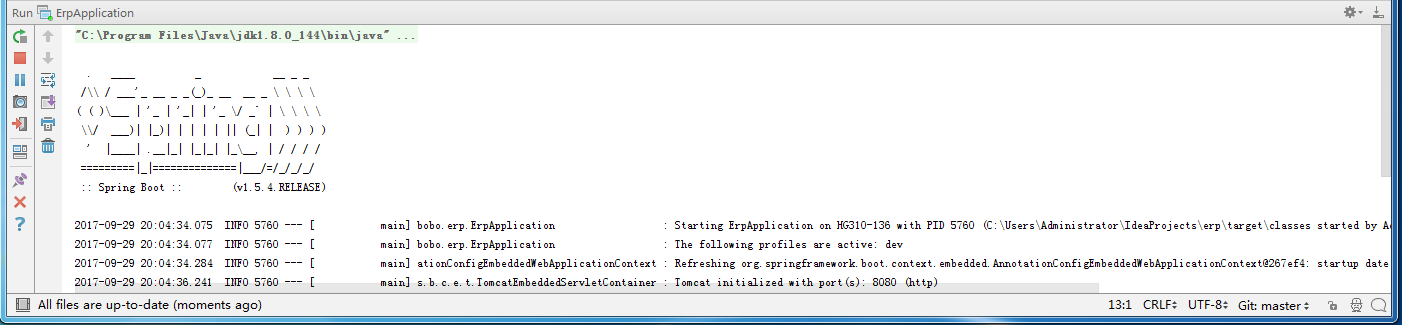 Run ErpApplication
"C:\Program Files\Java\jdk1.8.0_144\bin\java" ...
  .   ____          _            __ _ _
 /\\ / ___'_ __ _ _(_)_ __  __ _ \ \ \ \
( ( )\___ | '_ | '_| | '_ \/ _` | \ \ \ \
 \\/  ___)| |_)| | | | | || (_| |  ) ) ) )
  '  |____| .__|_| |_|_| |_\__, | / / / /
 =========|_|==============|___/=/_/_/_/
 :: Spring Boot ::        (v1.5.4.RELEASE)
2017-09-29 20:04:34.075  INFO 5760 --- [           main] bobo.erp.ErpApplication                  : Starting ErpApplication on HG310-136 with PID 5760 (C:\Users\Administrator\IdeaProjects\erp\target\classes started by
2017-09-29 20:04:34.077  INFO 5760 --- [           main] bobo.erp.ErpApplication                  : The following profiles are active: dev
2017-09-29 20:04:34.284  INFO 5760 --- [           main] ationConfigEmbeddedWebApplicationContext : Refreshing org.springframework.boot.context.embedded.AnnotationConfigEmbeddedWebApplicationContext@267ef4: startup date
2017-09-29 20:04:36.241  INFO 5760 --- [           main] s.b.c.e.t.TomcatEmbeddedServletContainer : Tomcat initialized with port(s): 8080 (http)
All files are up-to-date (moments ago) 13:1 CRLF UTF-8 Git: master